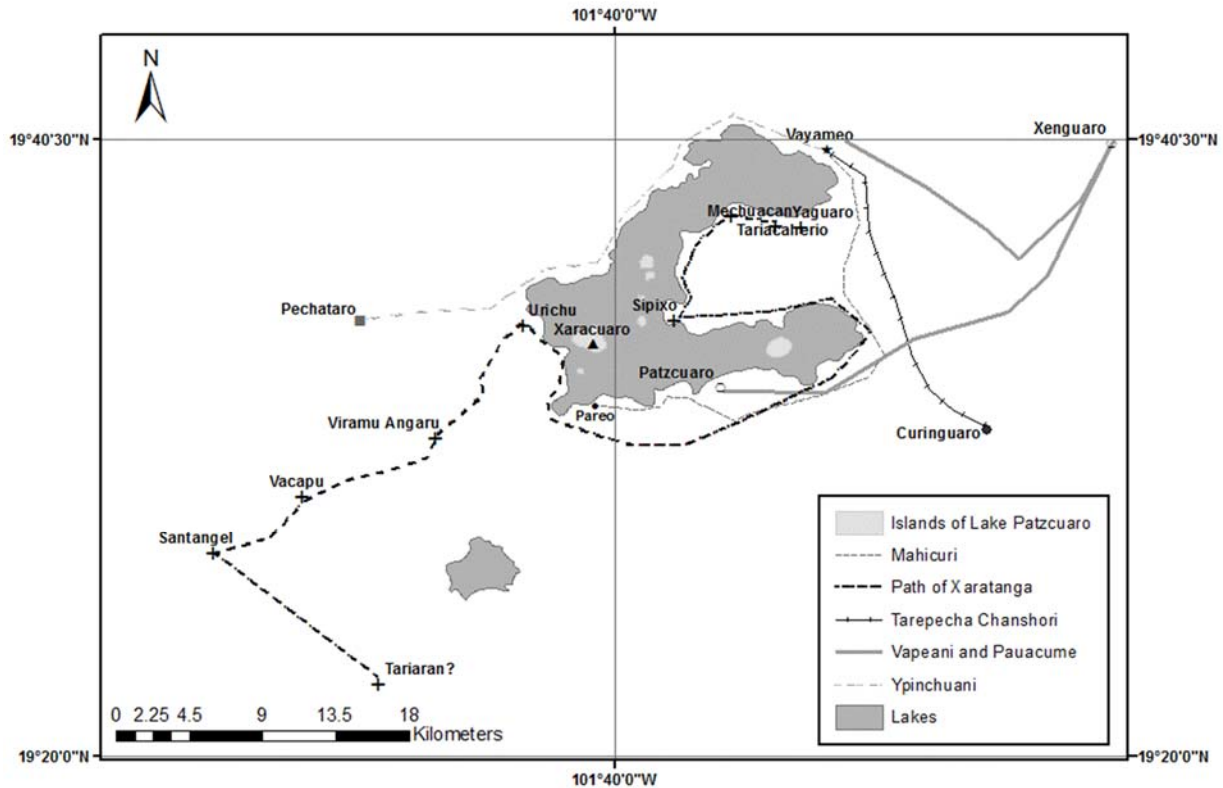 101°40'0"W
N
19°40'30"N
19°40'30"N
Vayameo
Xenguaro
Mechuacan
Yaguaro
Tariacaherio
Pechataro
Urichu
Sipixo
Xaracuaro
Patzcuaro
Pareo
Viramu Angaru
Curinguaro
Vacapu
Santangel
Tariaran?
Islands of Lake Patzcuaro
Mahicuri
Path of Xaratanga
Tarepecha Chanshori
Vapeani and Pauacume
Ypinchuani
Lakes
0 2.25 4.5 9 13.5 18
Kilometers
19°20'0"N
19°20'0"N
101°40'0"W